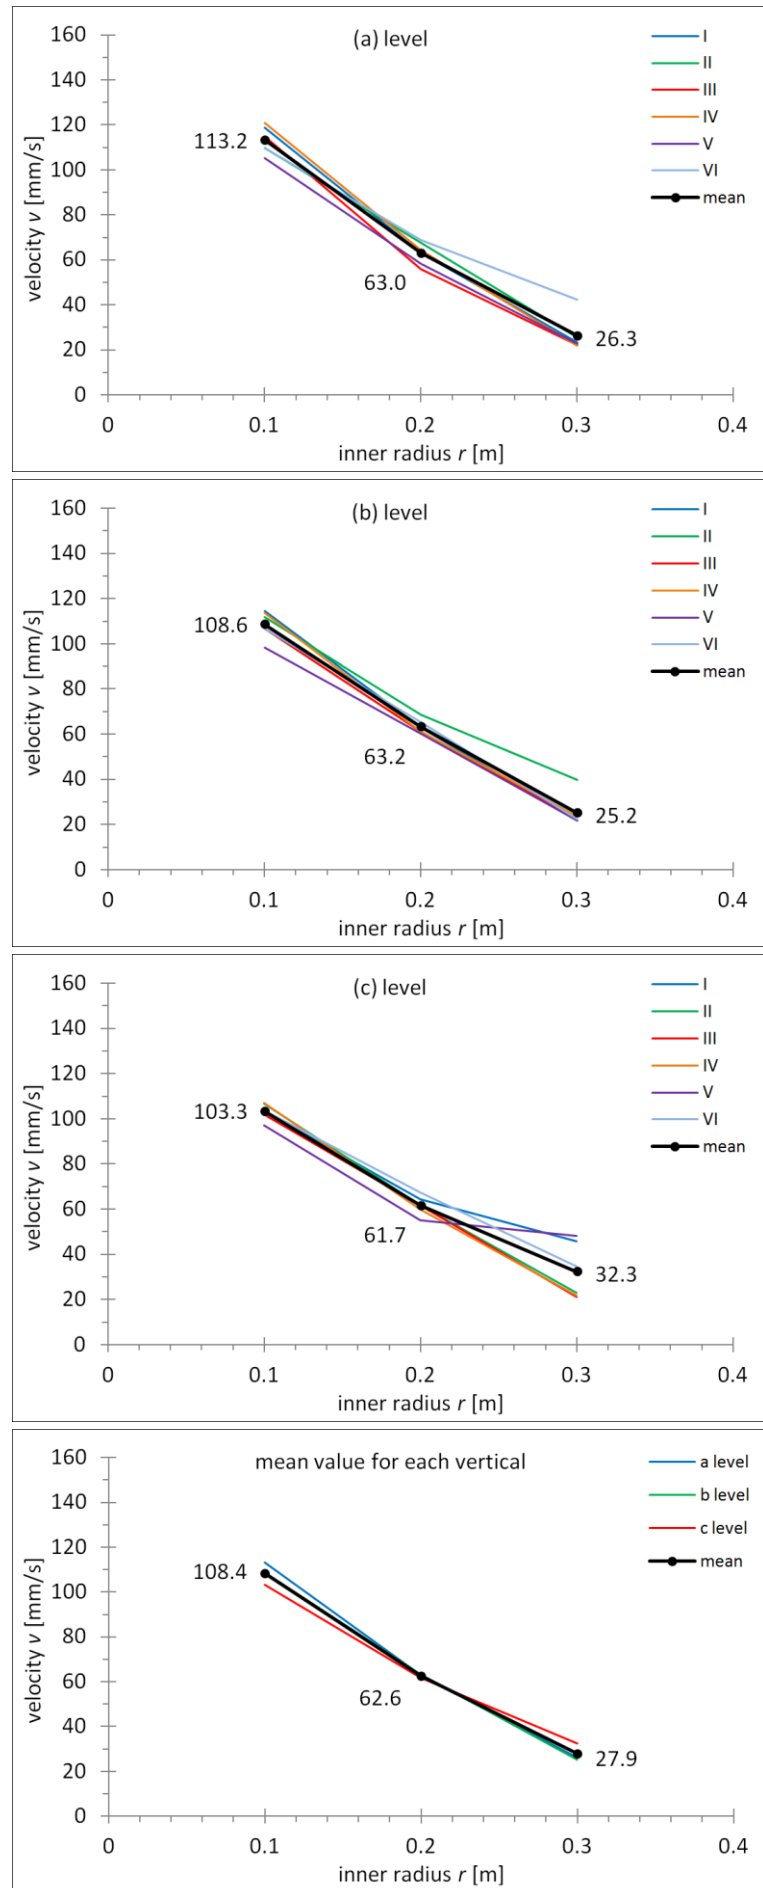 (a) level
velocity v [mm/s]
160
140
120
100
80
60
40
20
0
113.2
63.0
26.3
I
II
III
IV
V
VI
mean
0 0.1 0.2 0.3 0.4
inner radius r [m]
(b) level
velocity v [mm/s]
160
140
120
100
80
60
40
20
0
108.6
63.2
25.2
I
II
III
IV
V
VI
mean
0 0.1 0.2 0.3 0.4
inner radius r [m]
(c) level
velocity v [mm/s]
160
140
120
100
80
60
40
20
0
103.3
61.7
32.3
I
II
III
IV
V
VI
mean
0 0.1 0.2 0.3 0.4
inner radius r [m]
mean value for each vertical
velocity v [mm/s]
160
140
120
100
80
60
40
20
0
108.4
62.6
27.9
a level
b level
c level
mean
0 0.1 0.2 0.3 0.4
inner radius r [m]